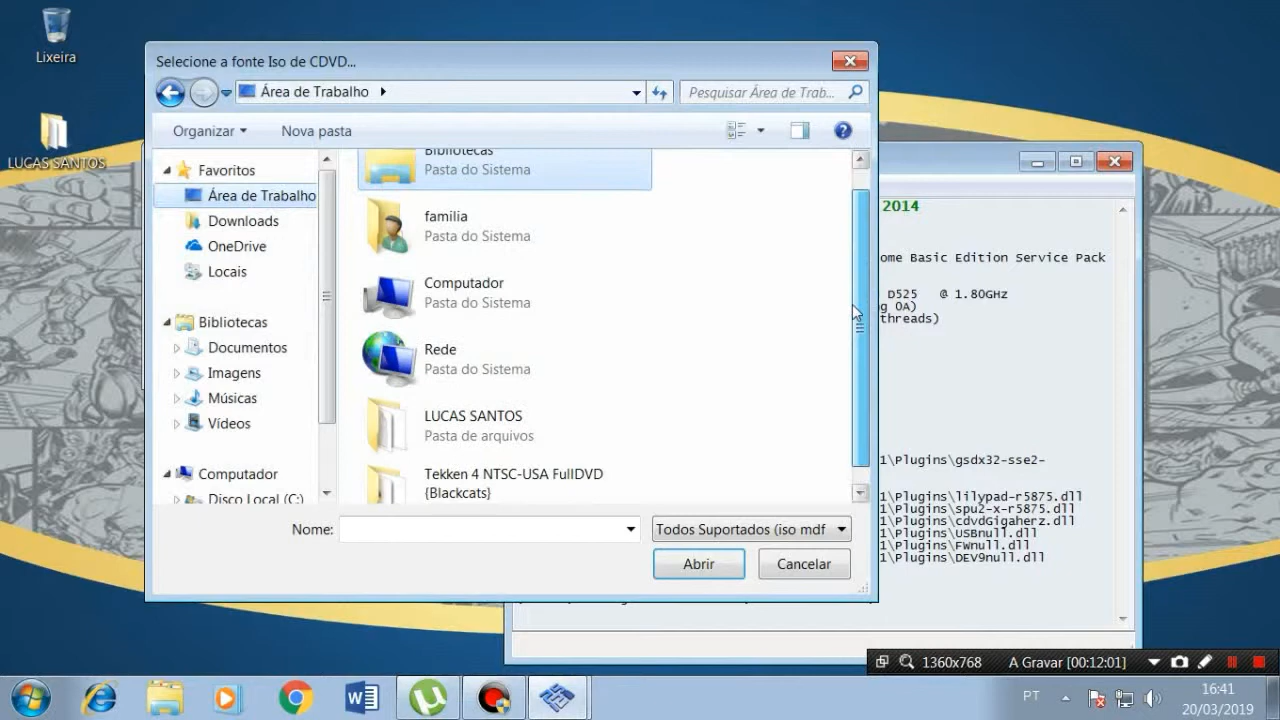 Lixeira
LUCAS SANTOS
Selecione a fonte Iso de CDVD...
Área de Trabalho
Pesquisar Área de Trab...
Organizar
Nova pasta
Favoritos
Área de Trabalho
Downloads
OneDrive
Locais
Bibliotecas
Documentos
Imagens
Músicas
Vídeos
Computador
Disco Local (C:)
Bibliotecas
Pasta do Sistema
familia
Pasta do Sistema
Computador
Pasta do Sistema
Rede
Pasta do Sistema
LUCAS SANTOS
Pasta de arquivos
Tekken 4 NTSC-USA FullDVD
{Blackcats}
Nome:
Todos Suportados (iso mdf
Abrir
Cancelar
2014
ome Basic Edition Service Pack
D525 @ 1.80GHz
g 0A)
threads)
1\Plugins\gsdx32-sse2-
1\Plugins\lilypad-r5875.dll
1\Plugins\spu2-x-r5875.dll
1\Plugins\cdvdGigaherz.dll
1\Plugins\USBnull.dll
1\Plugins\FWnull.dll
1\Plugins\DEV9null.dll
1360x768
A Gravar [00:12:01]
PT
16:41
20/03/2019